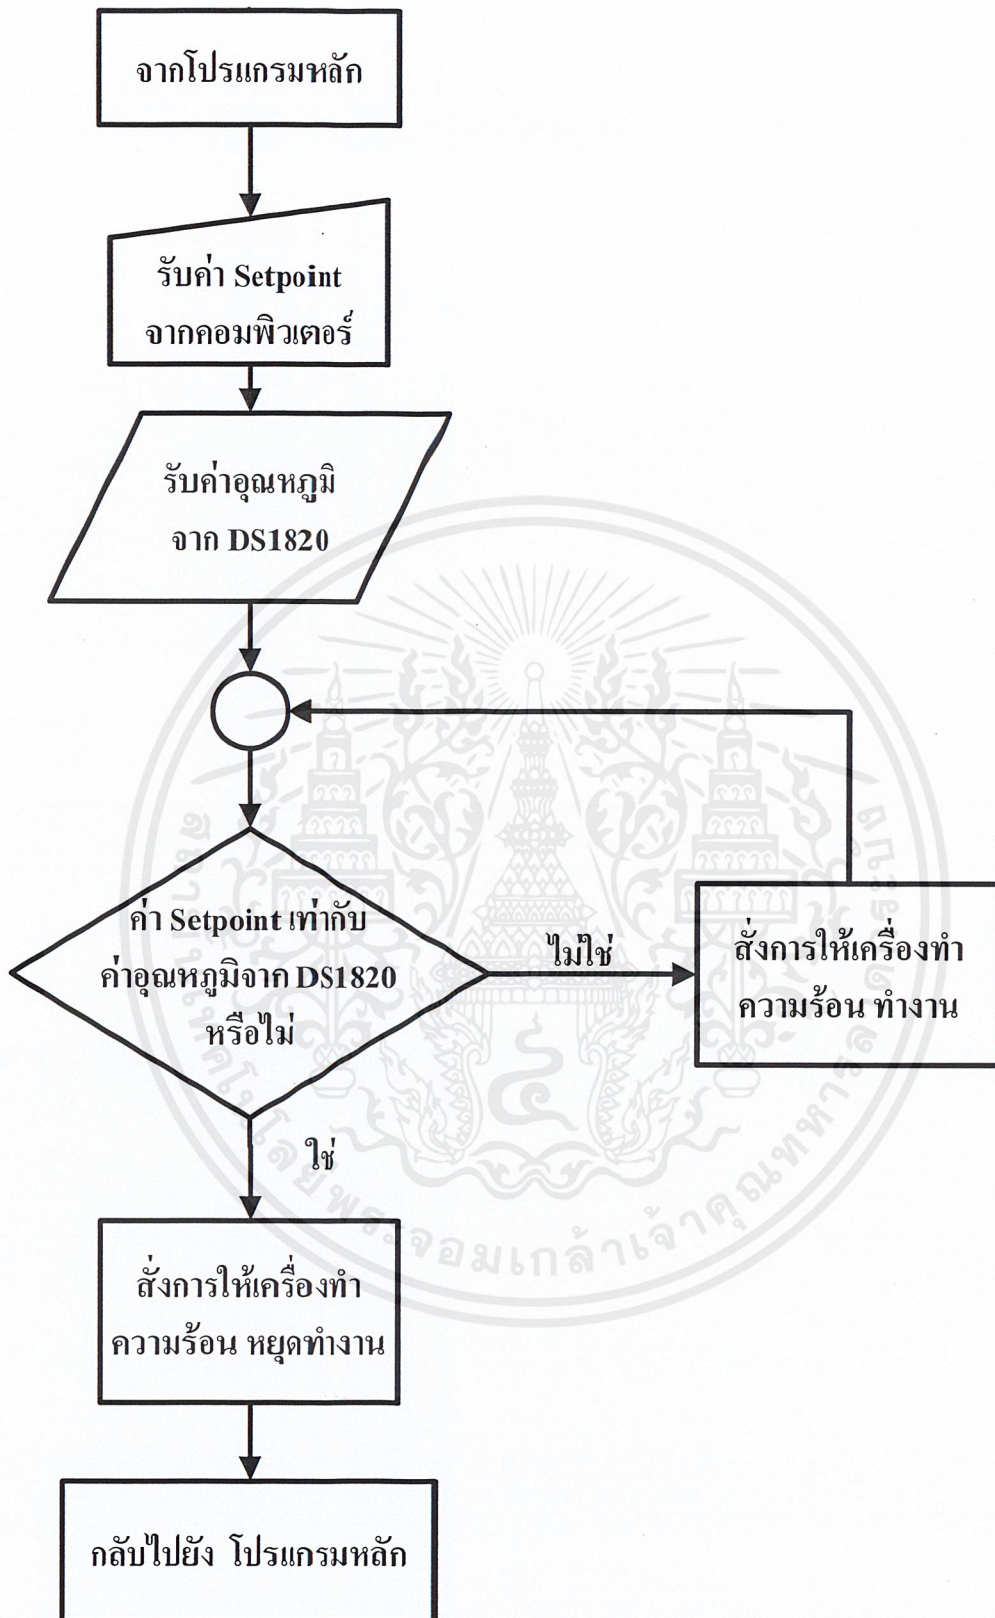 จากโปรแกรมหลัก
รับค่า Setpoint
จากคอมพิวเตอร์
รับค่าอุณหภูมิ
จาก DS1820
ค่า Setpoint เท่ากับ
ค่าอุณหภูมิจาก DS1820
หรือไม่
ไม่ใช่
สั่งการให้เครื่องทำ
ความร้อน ทำงาน
ใช่
สั่งการให้เครื่องทำ
ความร้อน หยุดทำงาน
กลับไปยัง โปรแกรมหลัก